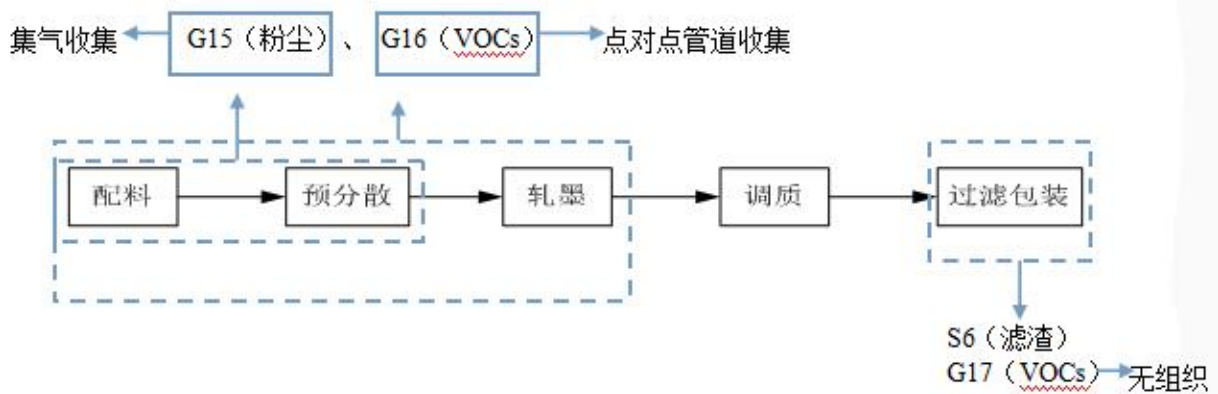 集气收集 G15（粉尘）、 G16（VOCs） 点对点管道收集
配料 预分散 轧墨 调质 过滤包装
S6（滤渣）
G17（VOCs） 无组织